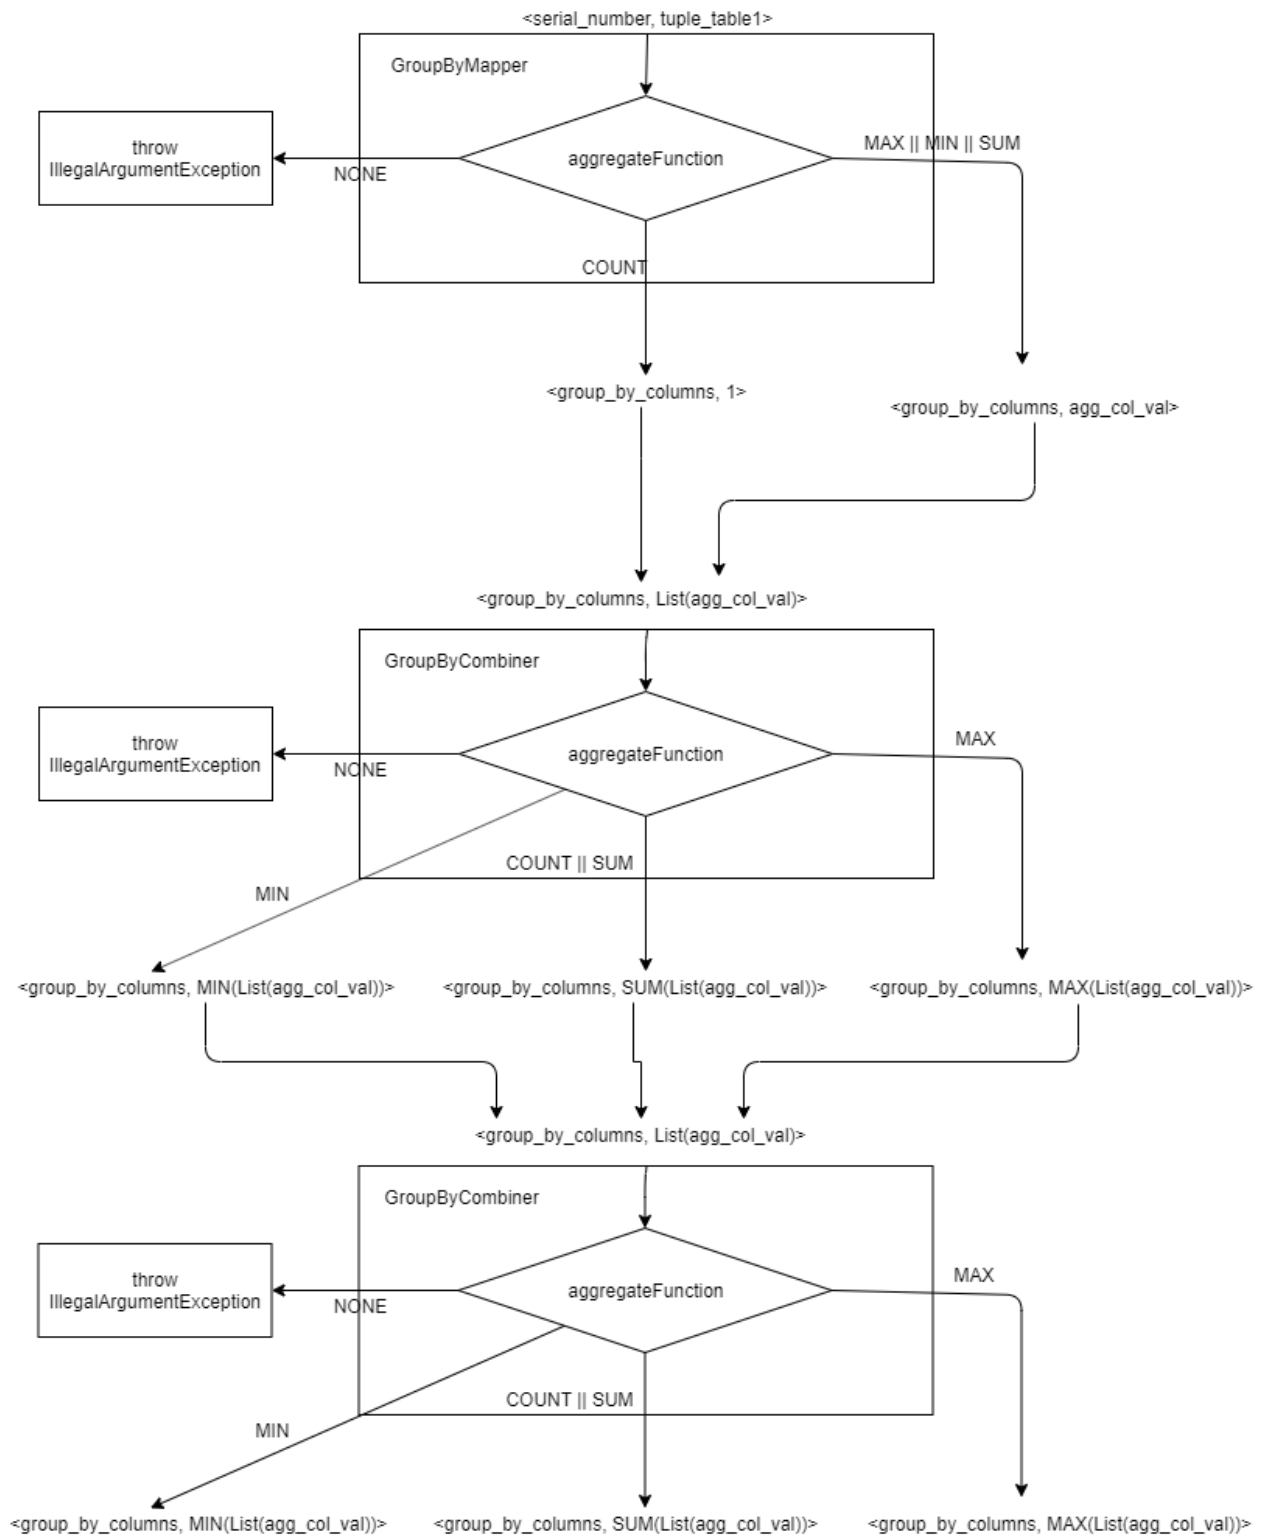 <serial_number, tuple_table1>
GroupByMapper
MAX || MIN || SUM
throw
IllegalArgumentException
aggregateFunction
NONE
COUNT
<group_by_columns, 1>
<group_by_columns, agg_col_val>
<group_by_columns, List(agg_col_val)>
GroupByCombiner
MAX
throw
IllegalArgumentException
aggregateFunction
NONE
COUNT || SUM
MIN
<group_by_columns, MIN(List(agg_col_val))>
<group_by_columns, SUM(List(agg_col_val))>
<group_by_columns, MAX(List(agg_col_val))>
<group_by_columns, List(agg_col_val)>
GroupByCombiner
MAX
throw
IllegalArgumentException
aggregateFunction
NONE
COUNT || SUM
MIN
<group_by_columns, MIN(List(agg_col_val))>
<group_by_columns, SUM(List(agg_col_val))>
<group_by_columns, MAX(List(agg_col_val))>